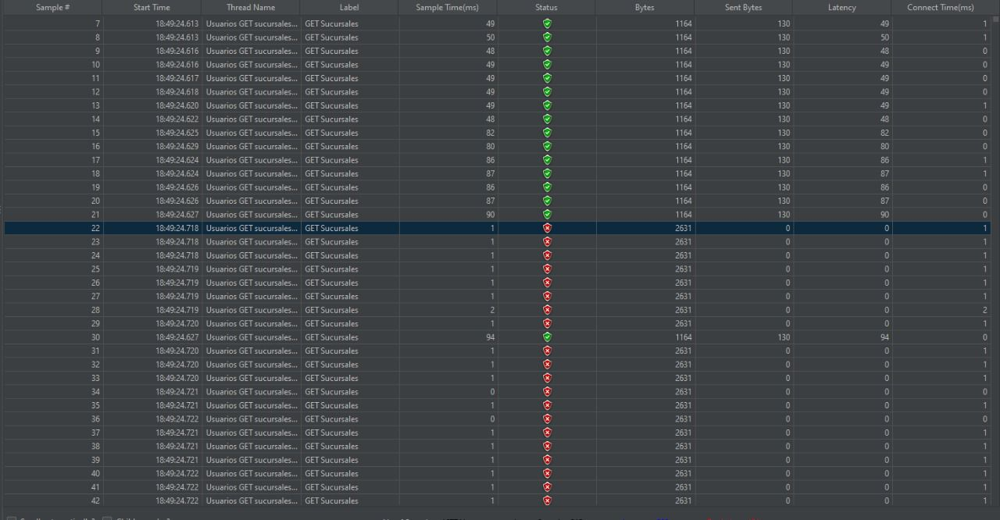 Sample # Start Time Thread Name Label Sample Time(ms) Status Bytes Sent Bytes Latency Connect Time(ms)
7 18:49:24.613 Usuarios GET sucursales... GET Sucursales 49 1164 130 49 1
8 18:49:24.614 Usuarios GET sucursales... GET Sucursales 50 1164 130 50 1
9 18:49:24.616 Usuarios GET sucursales... GET Sucursales 48 1164 130 48 0
10 18:49:24.616 Usuarios GET sucursales... GET Sucursales 49 1164 130 49 0
11 18:49:24.617 Usuarios GET sucursales... GET Sucursales 49 1164 130 49 0
12 18:49:24.618 Usuarios GET sucursales... GET Sucursales 49 1164 130 49 0
13 18:49:24.620 Usuarios GET sucursales... GET Sucursales 49 1164 130 49 1
14 18:49:24.622 Usuarios GET sucursales... GET Sucursales 48 1164 130 48 0
15 18:49:24.625 Usuarios GET sucursales... GET Sucursales 82 1164 130 82 0
16 18:49:24.629 Usuarios GET sucursales... GET Sucursales 80 1164 130 80 0
17 18:49:24.624 Usuarios GET sucursales... GET Sucursales 86 1164 130 86 1
18 18:49:24.624 Usuarios GET sucursales... GET Sucursales 87 1164 130 87 1
19 18:49:24.626 Usuarios GET sucursales... GET Sucursales 86 1164 130 86 0
20 18:49:24.626 Usuarios GET sucursales... GET Sucursales 87 1164 130 87 0
21 18:49:24.627 Usuarios GET sucursales... GET Sucursales 90 1164 130 90 0
22 18:49:24.718 Usuarios GET sucursales... GET Sucursales 1 2631 0 0 1
23 18:49:24.718 Usuarios GET sucursales... GET Sucursales 1 2631 0 0 1
24 18:49:24.718 Usuarios GET sucursales... GET Sucursales 1 2631 0 0 1
25 18:49:24.719 Usuarios GET sucursales... GET Sucursales 1 2631 0 0 1
26 18:49:24.719 Usuarios GET sucursales... GET Sucursales 1 2631 0 0 1
27 18:49:24.719 Usuarios GET sucursales... GET Sucursales 1 2631 0 0 1
28 18:49:24.719 Usuarios GET sucursales... GET Sucursales 2 2631 0 0 2
29 18:49:24.720 Usuarios GET sucursales... GET Sucursales 1 2631 0 0 1
30 18:49:24.627 Usuarios GET sucursales... GET Sucursales 94 1164 130 94 0
31 18:49:24.720 Usuarios GET sucursales... GET Sucursales 1 2631 0 0 1
32 18:49:24.720 Usuarios GET sucursales... GET Sucursales 1 2631 0 0 1
33 18:49:24.720 Usuarios GET sucursales... GET Sucursales 1 2631 0 0 1
34 18:49:24.721 Usuarios GET sucursales... GET Sucursales 0 2631 0 0 0
35 18:49:24.721 Usuarios GET sucursales... GET Sucursales 1 2631 0 0 1
36 18:49:24.722 Usuarios GET sucursales... GET Sucursales 0 2631 0 0 0
37 18:49:24.721 Usuarios GET sucursales... GET Sucursales 1 2631 0 0 1
38 18:49:24.721 Usuarios GET sucursales... GET Sucursales 1 2631 0 0 1
39 18:49:24.721 Usuarios GET sucursales... GET Sucursales 1 2631 0 0 1
40 18:49:24.722 Usuarios GET sucursales... GET Sucursales 1 2631 0 0 1
41 18:49:24.722 Usuarios GET sucursales... GET Sucursales 1 2631 0 0 1
42 18:49:24.722 Usuarios GET sucursales... GET Sucursales 1 2631 0 0 1